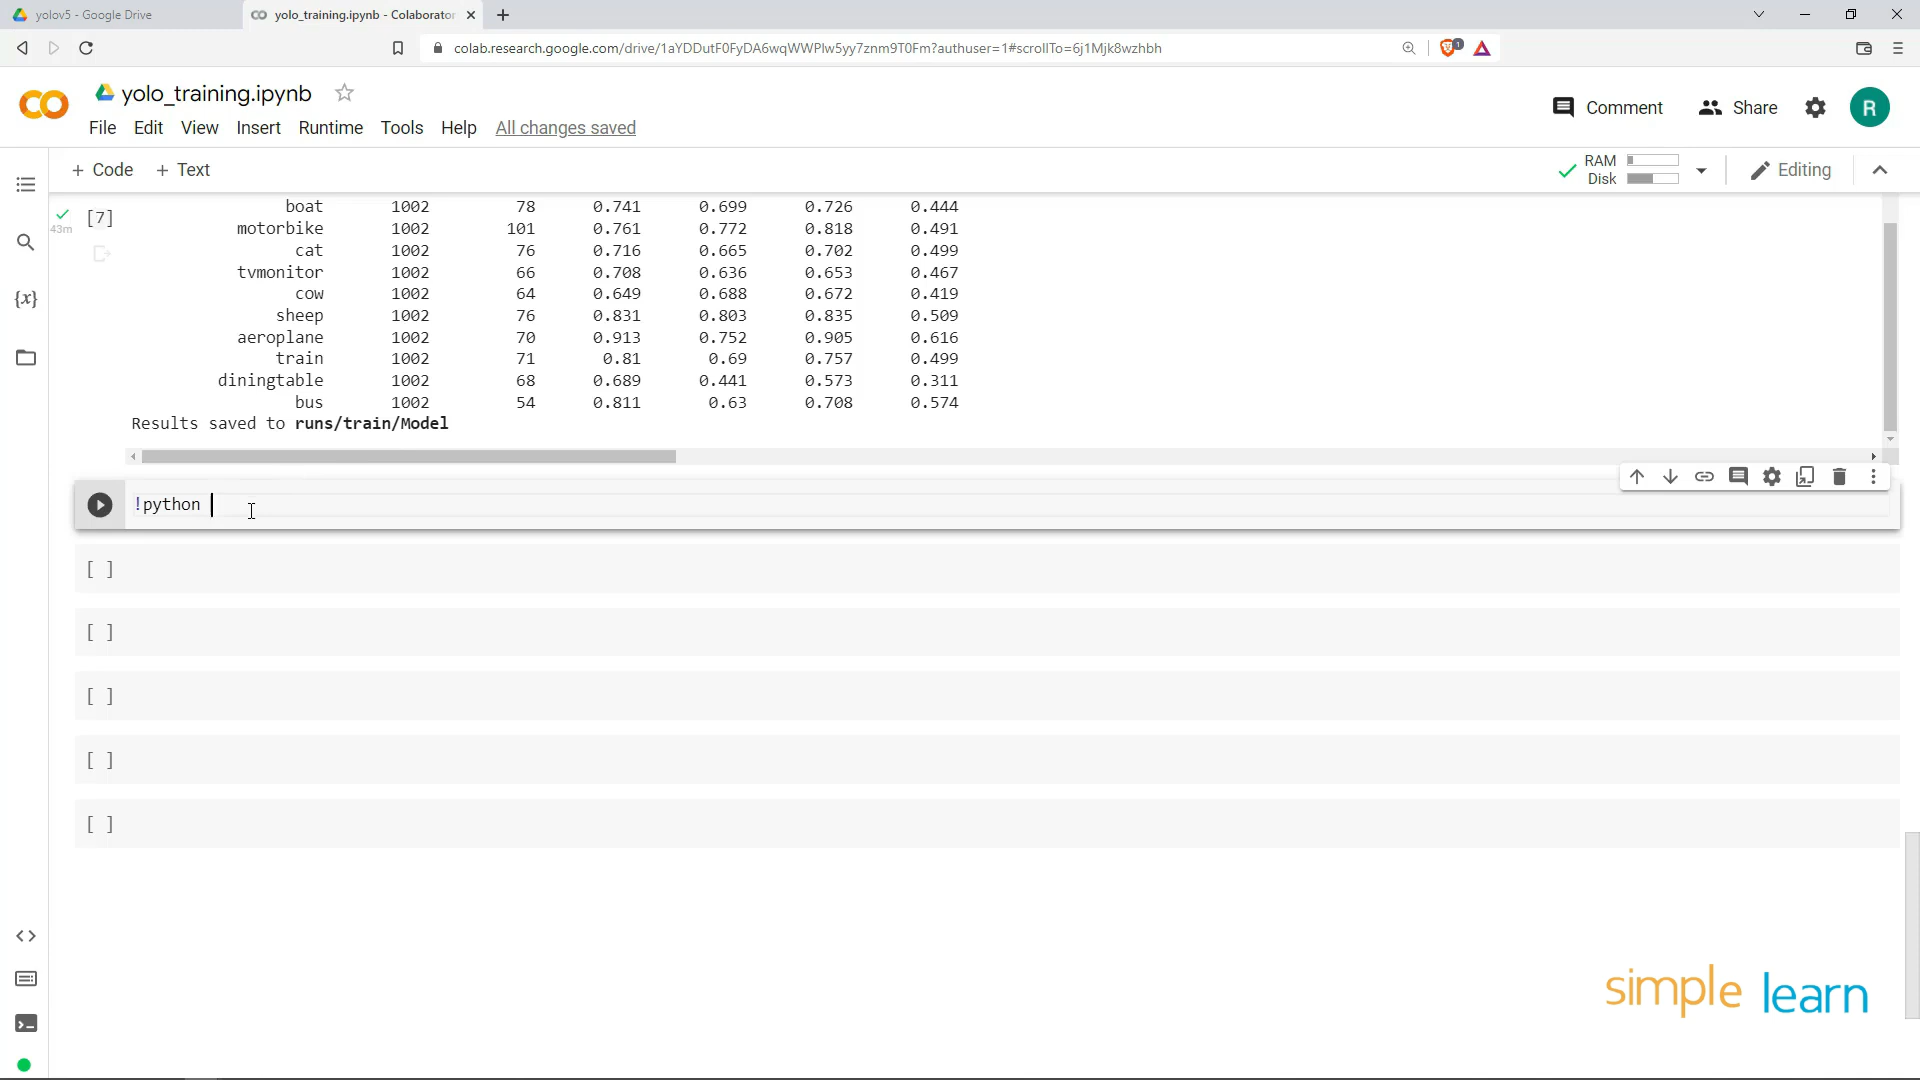 yolov5 - Google Drive
yolo_training.ipynb - Colaborator
colab.research.google.com/drive/1aYDDutF0FyDA6wqWWPlw5yy7znm9T0Fm?authuser=1#scrollTo=6j1Mjk8wzhbh
1
yolo_training.ipynb
Comment
Share
R
File Edit View Insert Runtime Tools Help All changes saved
+ Code + Text
RAM
Disk
Editing
[7]
43m
boat 1002 78 0.741 0.699 0.726 0.444
motorbike 1002 101 0.761 0.772 0.818 0.491
cat 1002 76 0.716 0.665 0.702 0.499
tvmonitor 1002 66 0.708 0.636 0.653 0.467
cow 1002 64 0.649 0.688 0.672 0.419
sheep 1002 76 0.831 0.803 0.835 0.509
aeroplane 1002 70 0.913 0.752 0.905 0.616
train 1002 71 0.81 0.69 0.757 0.499
diningtable 1002 68 0.689 0.441 0.573 0.311
bus 1002 54 0.811 0.63 0.708 0.574
Results saved to runs/train/Model
!python
[ ]
[ ]
[ ]
[ ]
[ ]
{x}
simplelearn